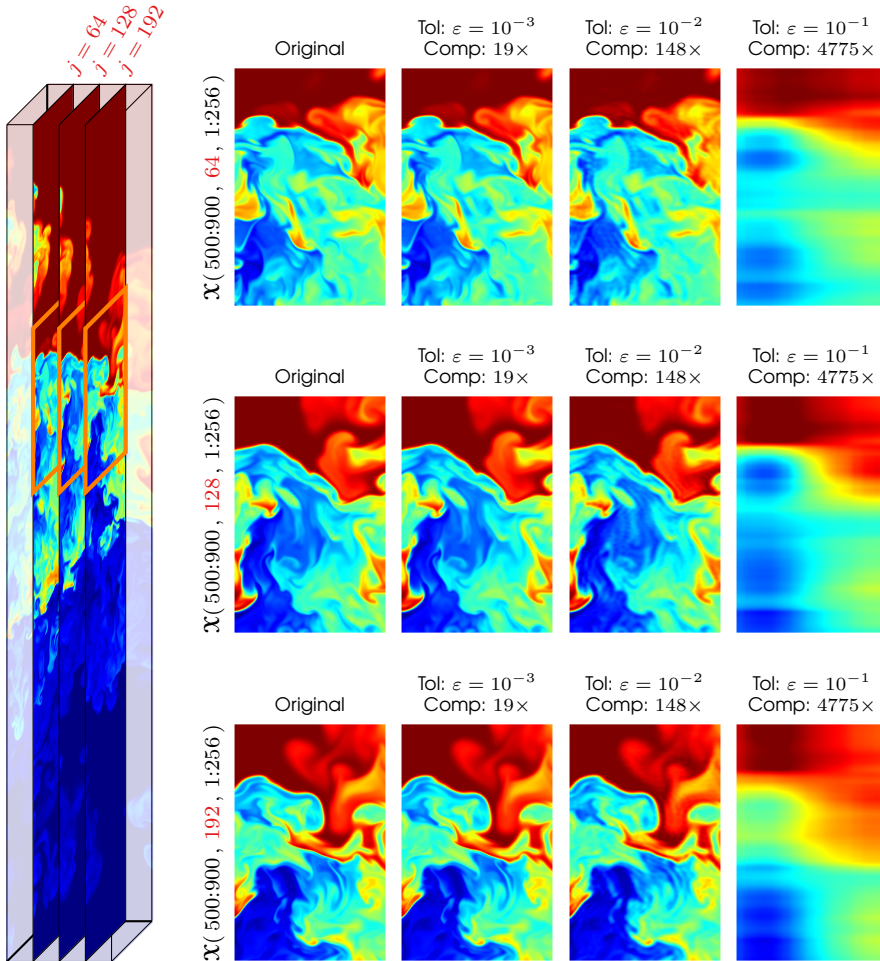 j = 64
j = 128
j = 192
Original
Tol: ε = 10⁻³
Comp: 19×
Tol: ε = 10⁻²
Comp: 148×
Tol: ε = 10⁻¹
Comp: 4775×
X( 500:900 , 64 , 1:256 )
Original
Tol: ε = 10⁻³
Comp: 19×
Tol: ε = 10⁻²
Comp: 148×
Tol: ε = 10⁻¹
Comp: 4775×
X( 500:900 , 128 , 1:256 )
Original
Tol: ε = 10⁻³
Comp: 19×
Tol: ε = 10⁻²
Comp: 148×
Tol: ε = 10⁻¹
Comp: 4775×
X( 500:900 , 192 , 1:256 )